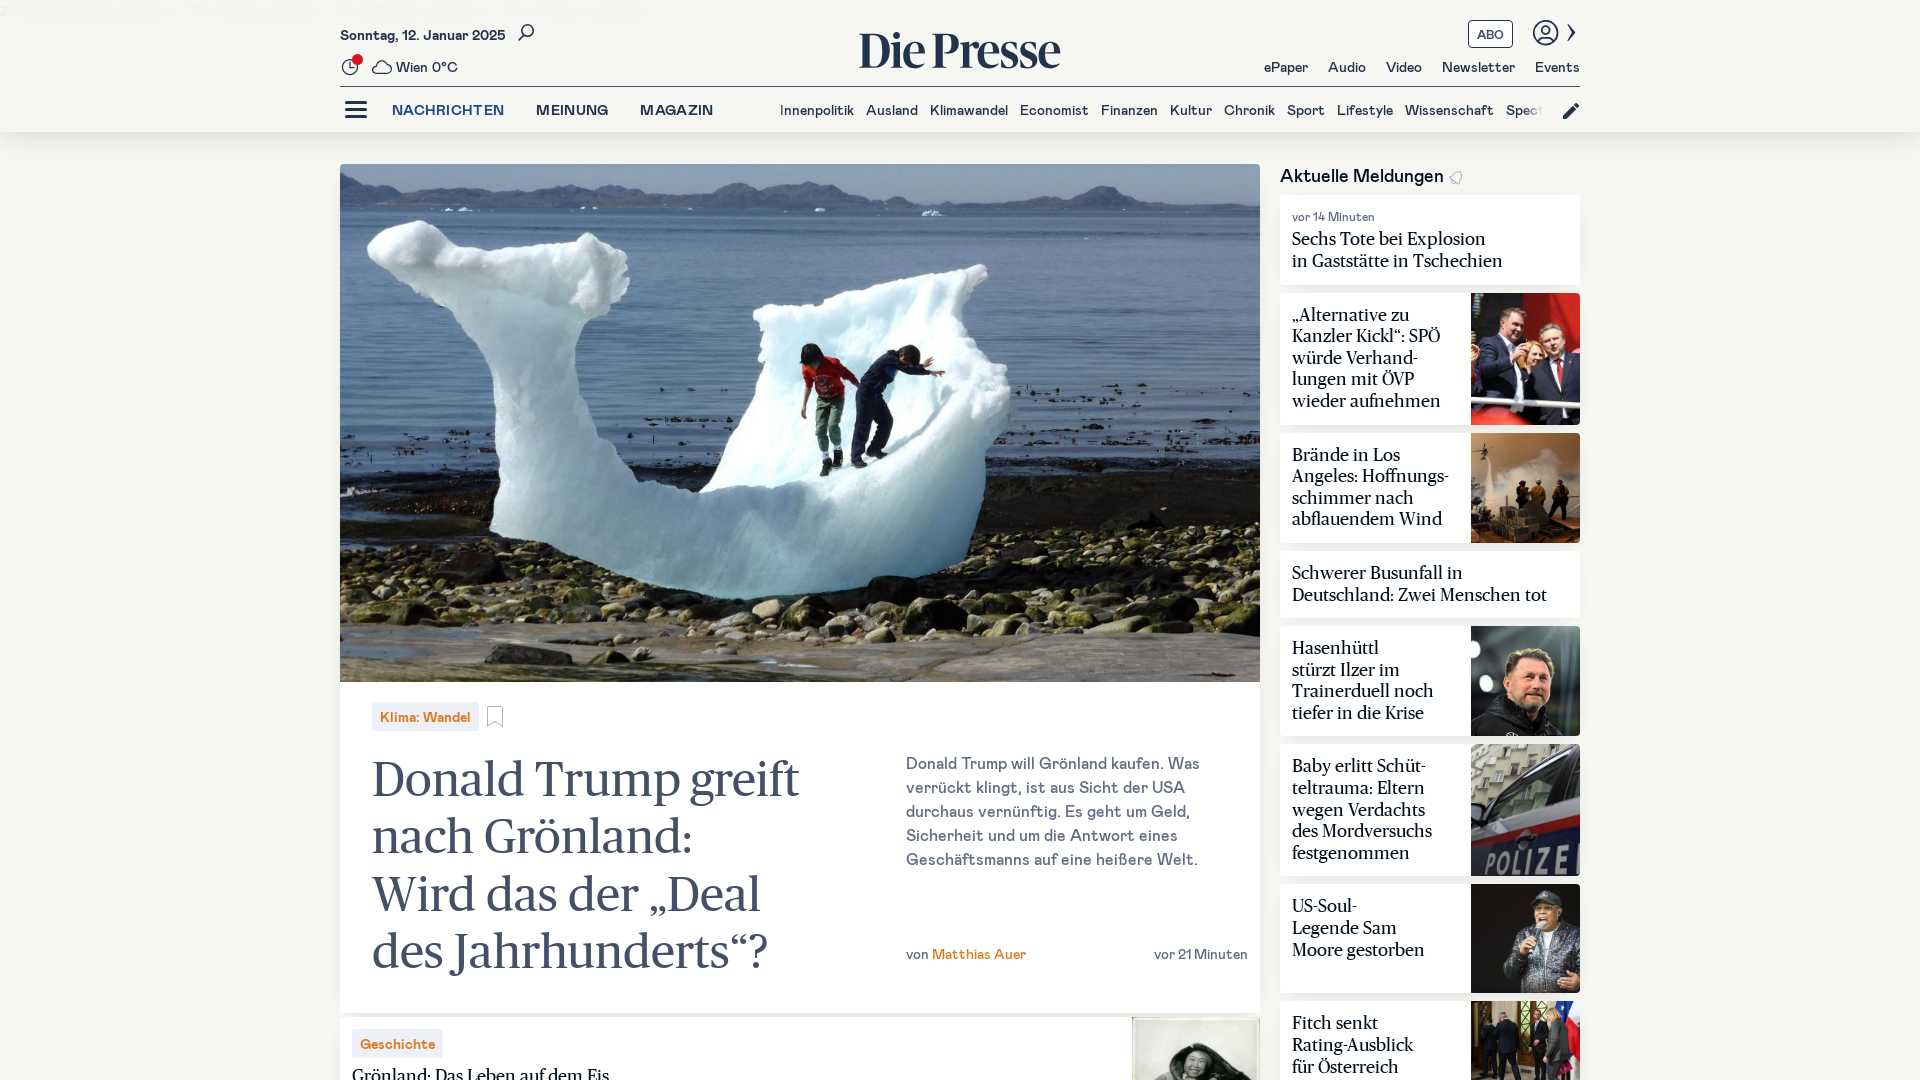 Sonntag, 12. Januar 2025
Wien 0°C
Die Presse
ABO
ePaper Audio Video Newsletter Events
NACHRICHTEN MEINUNG MAGAZIN
Innenpolitik Ausland Klimawandel Economist Finanzen Kultur Chronik Sport Lifestyle Wissenschaft Spect
Klima: Wandel
Donald Trump greift
nach Grönland:
Wird das der „Deal
des Jahrhunderts“?
Donald Trump will Grönland kaufen. Was
verrückt klingt, ist aus Sicht der USA
durchaus vernünftig. Es geht um Geld,
Sicherheit und um die Antwort eines
Geschäftsmanns auf eine heißere Welt.
von Matthias Auer
vor 21 Minuten
Geschichte
Grönland: Das Leben auf dem Eis
Aktuelle Meldungen
vor 14 Minuten
Sechs Tote bei Explosion
in Gaststätte in Tschechien
„Alternative zu
Kanzler Kickl“: SPÖ
würde Verhand-
lungen mit ÖVP
wieder aufnehmen
Brände in Los
Angeles: Hoffnungs-
schimmer nach
abflauendem Wind
Schwerer Busunfall in
Deutschland: Zwei Menschen tot
Hasenhüttl
stürzt Ilzer im
Trainerduell noch
tiefer in die Krise
Baby erlitt Schüt-
teltrauma: Eltern
wegen Verdachts
des Mordversuchs
festgenommen
POLIZEI
US-Soul-
Legende Sam
Moore gestorben
Fitch senkt
Rating-Ausblick
für Österreich